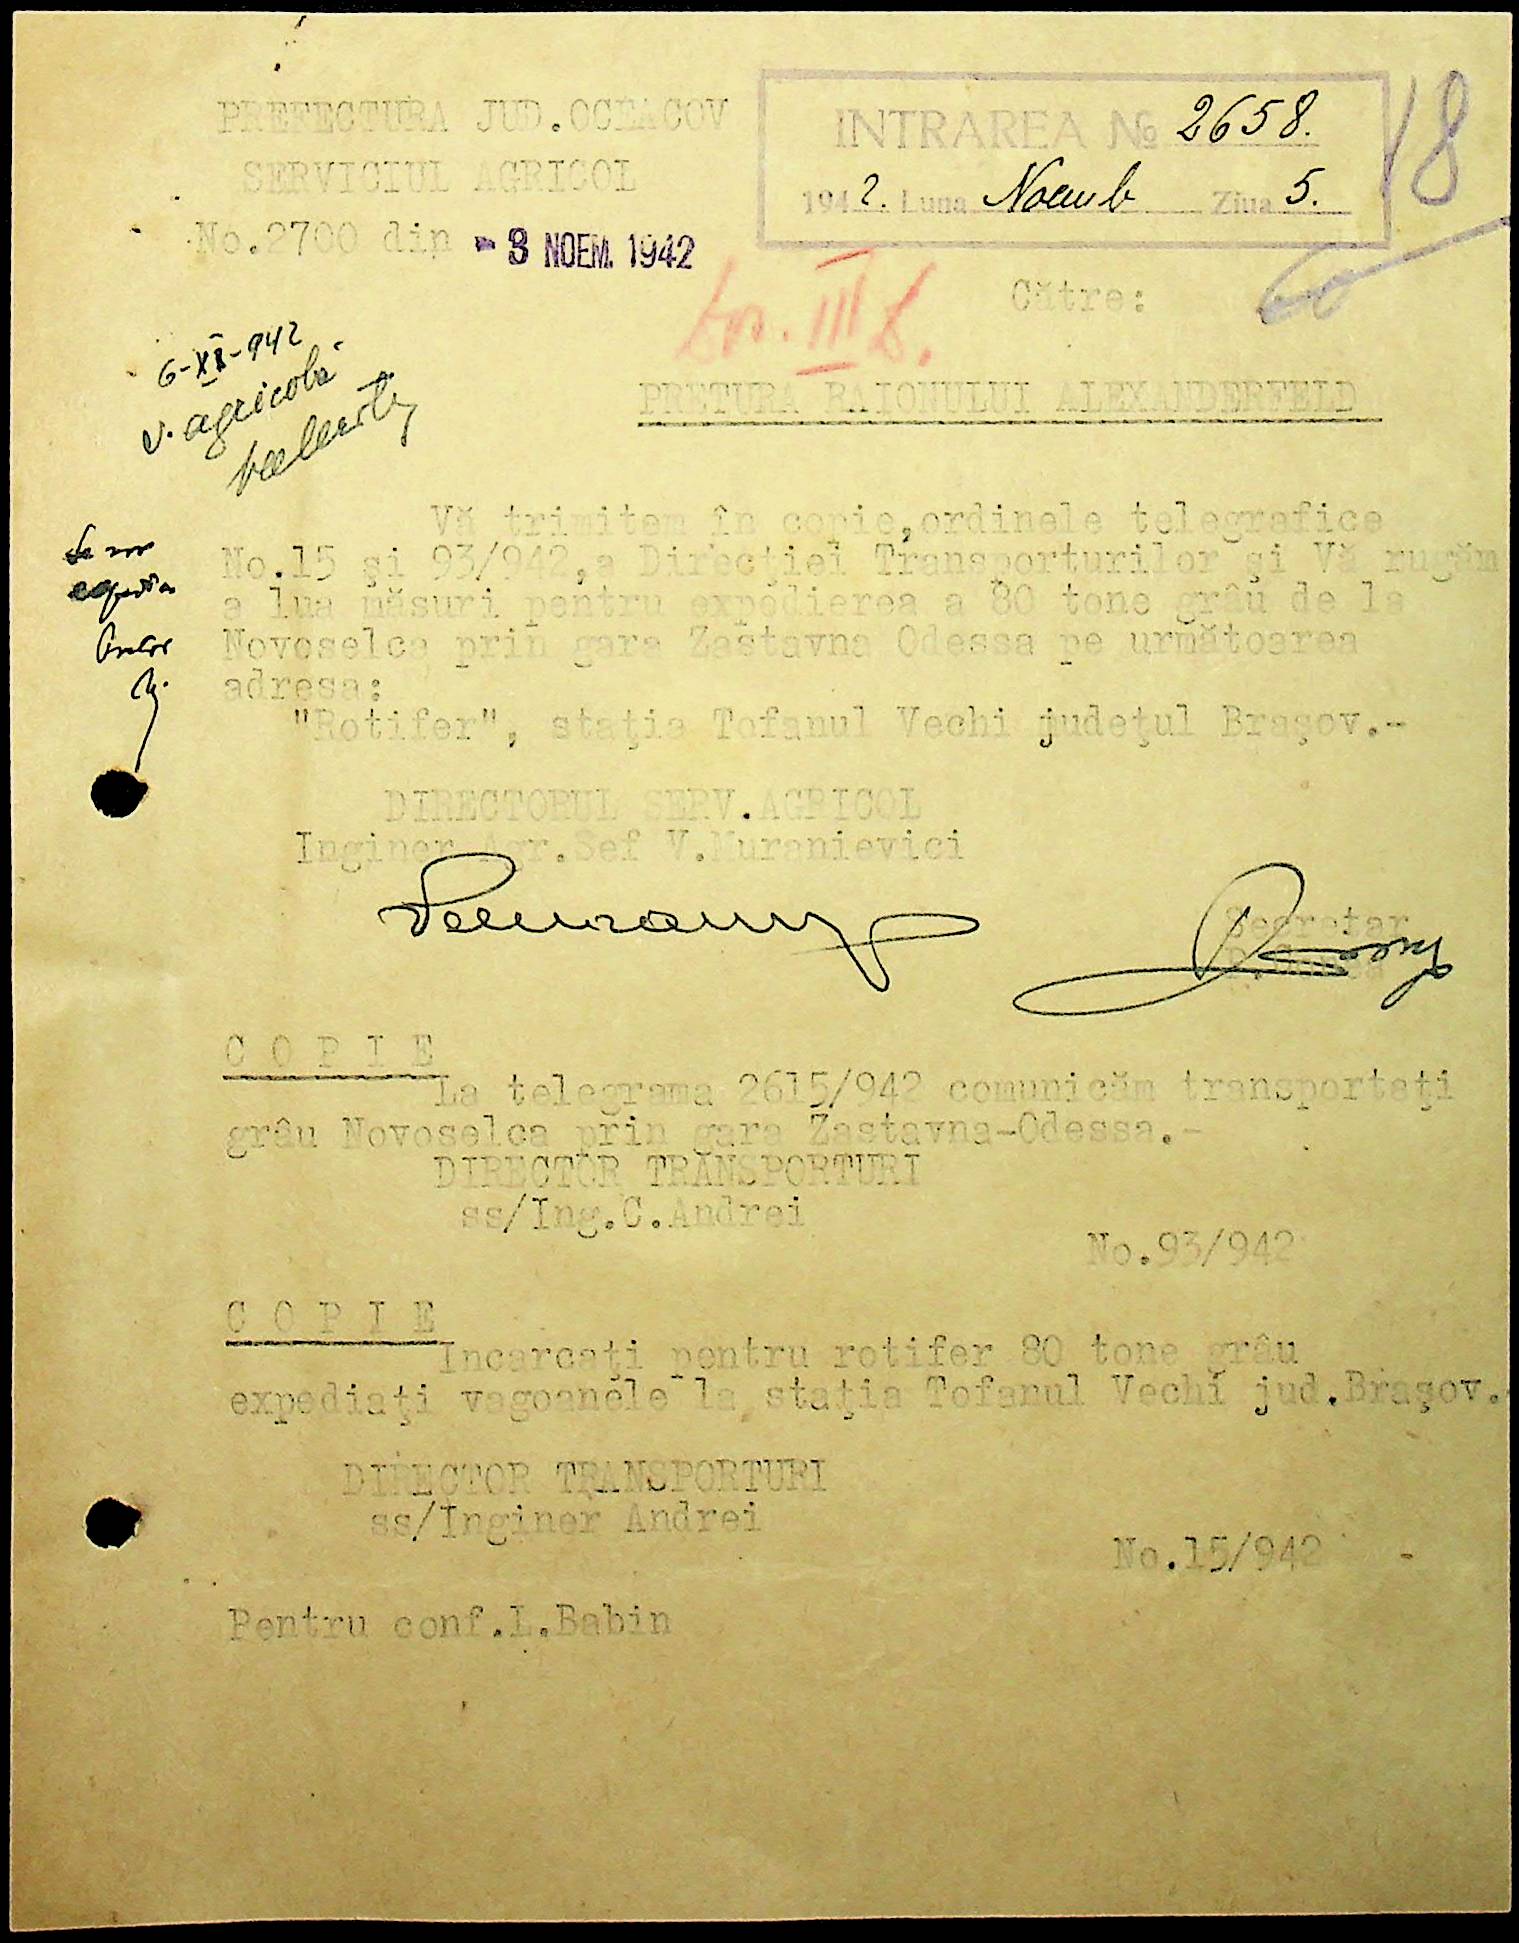 PREFECTURA JUD.OCEACOV
SERVICIUL AGRICOL
No.2700 din - 3 NOEM. 1942
INTRAREA № 2658.
1942. Luna Noemb Ziua 5.
18
Către:
PRETURA RAIONULUI ALEXANDERFELD
6-XI-942
v. agricolă
Vă trimitem în copie,ordinele telegrafice
No.15 şi 93/942,a Direcţiei Transporturilor şi Vă rugăm
a lua măsuri pentru expedierea a 80 tone grâu de la
Novoselca prin gara Zastavna Odessa pe următoarea
adresa:
"Rotifer", staţia Tofanul Vechi judeţul Braşov.-
DIRECTORUL SERV.AGRICOL
Inginer Agr.Sef V.Muranievici
Secretar
C O P I E
La telegrama 2615/942 comunicăm transportaţi
grâu Novoselca prin gara Zastavna-Odessa.-
DIRECTOR TRANSPORTURI
ss/Ing.C.Andrei
No.93/942
C O P I E
Incarcaţi pentru rotifer 80 tone grâu
expediaţi vagoanele la staţia Tofanul Vechi jud.Braşov.
DIRECTOR TRANSPORTURI
ss/Inginer Andrei
No.15/942 -
Pentru conf.L.Babin